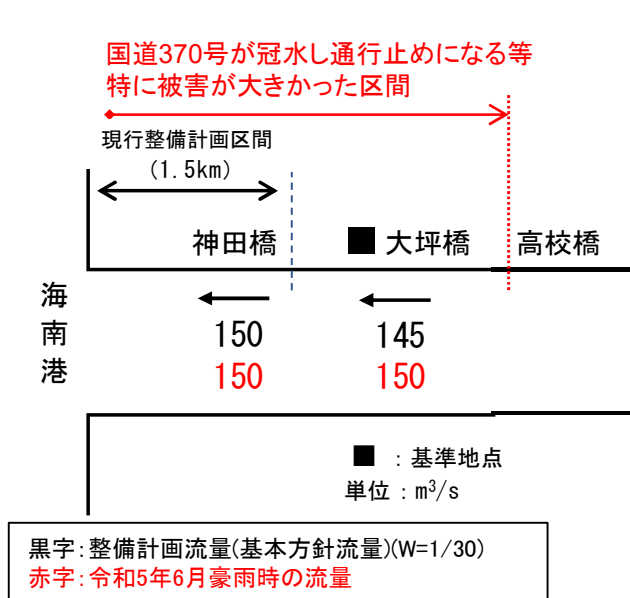 国道370号が冠水し通行止めになる等
特に被害が大きかった区間
現行整備計画区間
(1.5km)
神田橋
■ 大坪橋
高校橋
海南港
150
145
150
150
■ : 基準地点
単位 : m³/s
黒字:整備計画流量(基本方針流量)(W=1/30)
赤字:令和5年6月豪雨時の流量